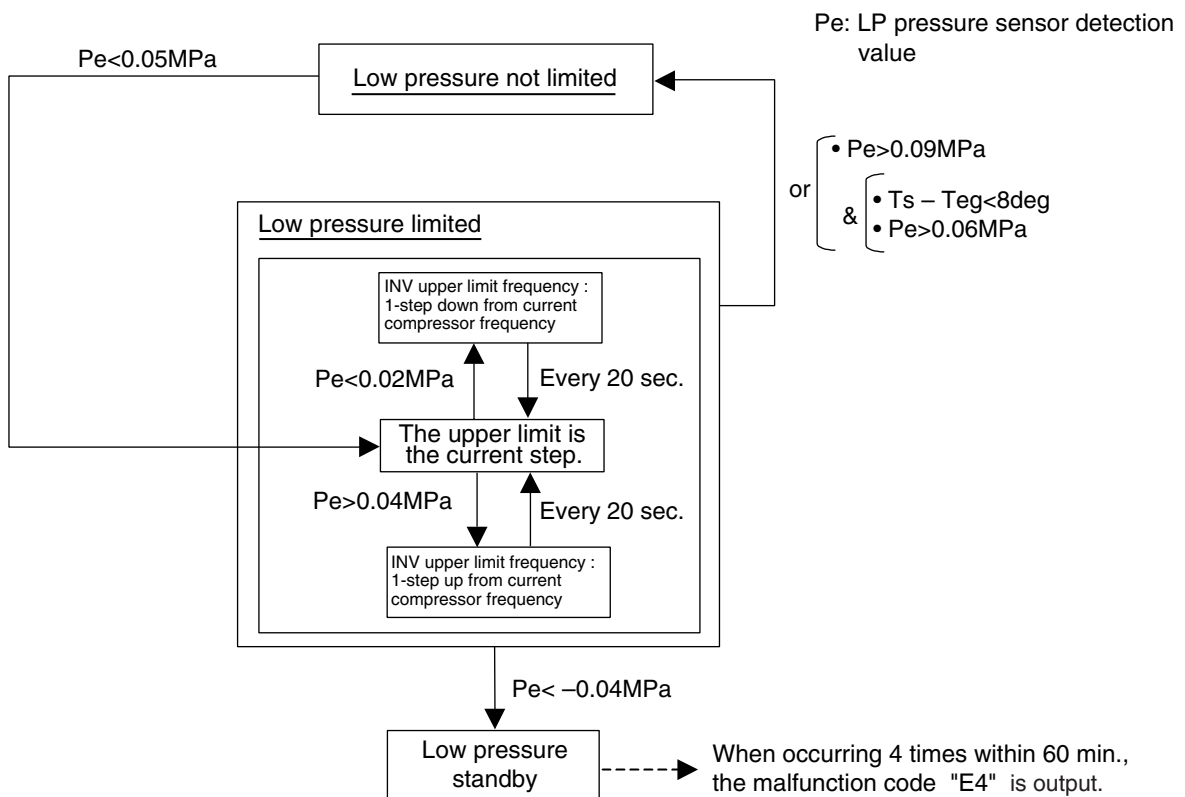 Pe: LP pressure sensor detection
value
Pe<0.05MPa
Low pressure not limited
or
• Pe>0.09MPa
&
• Ts – Teg<8deg
• Pe>0.06MPa
Low pressure limited
INV upper limit frequency :
1-step down from current
compressor frequency
Pe<0.02MPa
Every 20 sec.
The upper limit is
the current step.
Pe>0.04MPa
Every 20 sec.
INV upper limit frequency :
1-step up from current
compressor frequency
Pe< –0.04MPa
Low pressure
standby
When occurring 4 times within 60 min.,
the malfunction code "E4" is output.